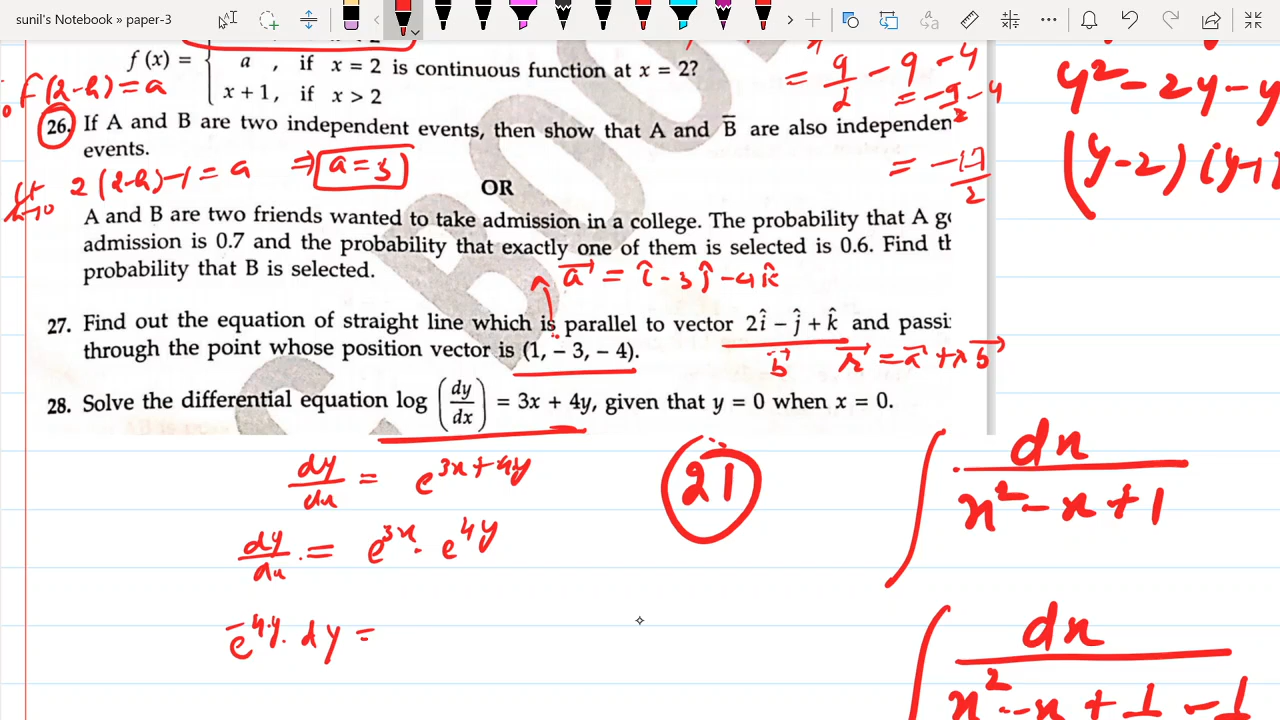 sunil's Notebook » paper-3
f (x) =
a , if x = 2 is continuous function at x = 2?
x + 1, if x > 2
f(2-h) = a
= 9/2 - 9 - 4
= -9/2 - 4
= -17/2
y² - 2y - y
(y-2) (y-1)
26. If A and B are two independent events, then show that A and B̅ are also independen
events.
2(2-h)-1 = a ⇒ a = 3
OR
A and B are two friends wanted to take admission in a college. The probability that A g
admission is 0.7 and the probability that exactly one of them is selected is 0.6. Find th
probability that B is selected.
a⃗ = î - 3ĵ - 4k̂
27. Find out the equation of straight line which is parallel to vector 2î − ĵ + k̂ and passi
through the point whose position vector is (1, − 3, − 4).
b⃗ r⃗ = a⃗ + λb⃗
28. Solve the differential equation log (dy/dx) = 3x + 4y, given that y = 0 when x = 0.
dy/dx = e^(3x+4y)
dy/dx = e^(3x) · e^(4y)
e^(-4y) · dy =
21
∫ dx / (x² - x + 1)
∫ dx
x² - x + 1 - 1